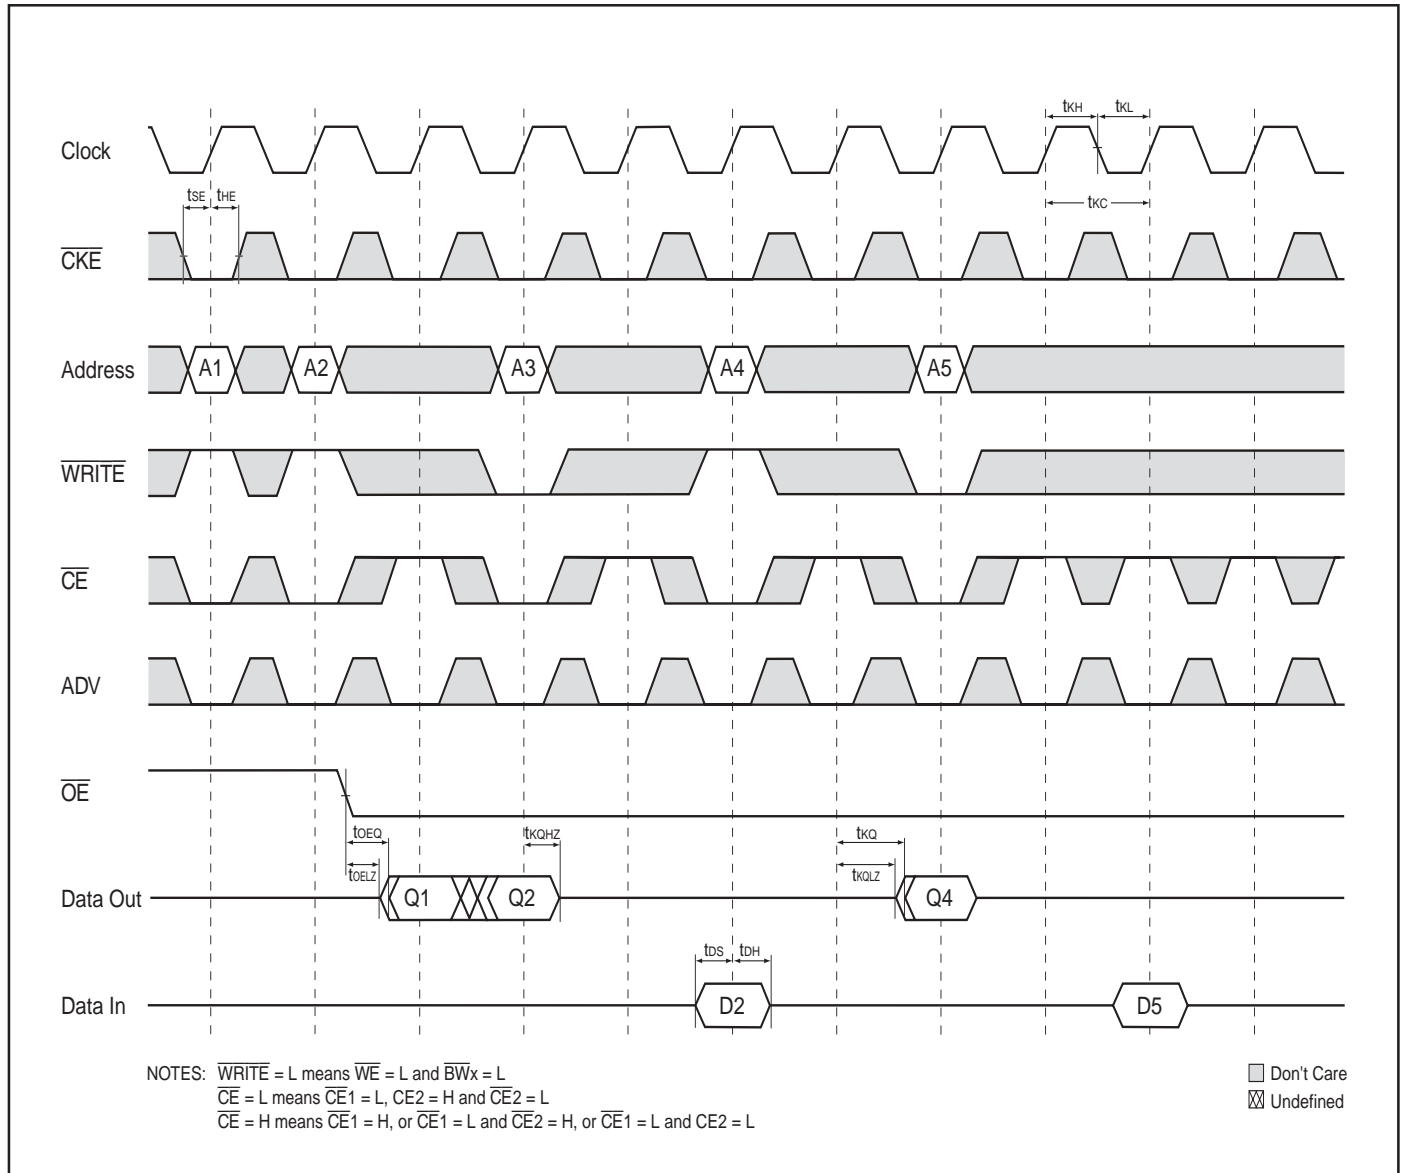 tKH tKL
Clock
tSE tHE
tKC
CKE
Address A1 A2 A3 A4 A5
WRITE
CE
ADV
OE
tOEQ tKQHZ tKQ
tOELZ tKQLZ
Data Out Q1 Q2 Q4
tDS tDH
Data In D2 D5
NOTES: WRITE = L means WE = L and BWx = L
CE = L means CE1 = L, CE2 = H and CE2 = L
CE = H means CE1 = H, or CE1 = L and CE2 = H, or CE1 = L and CE2 = L
Don't Care
Undefined